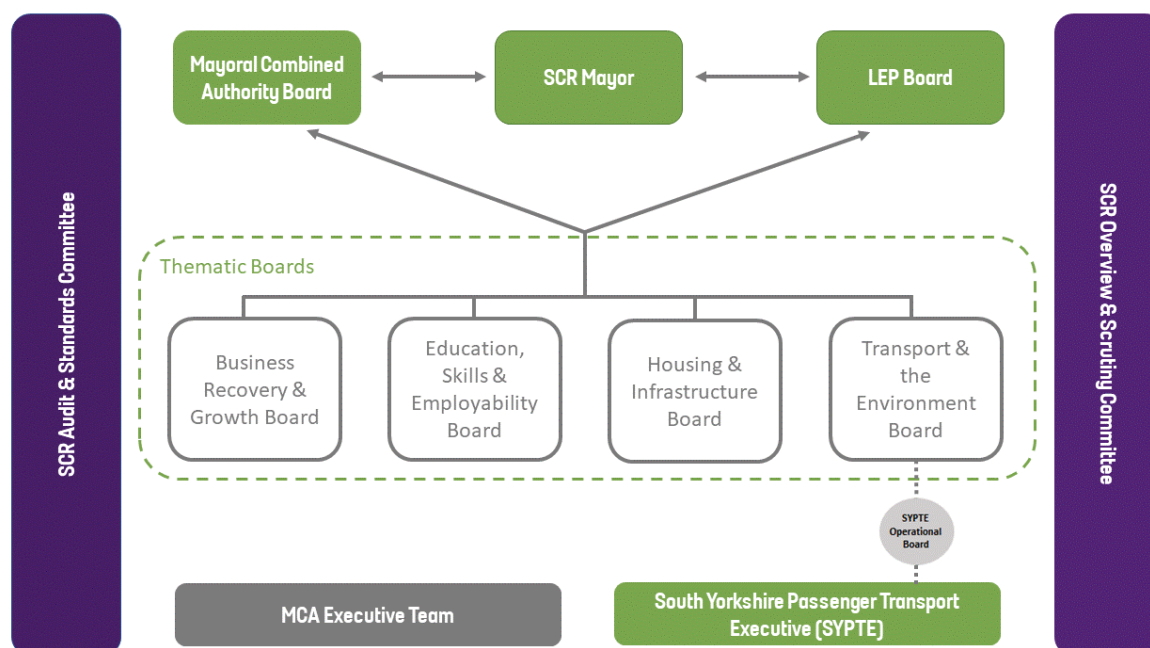 SCR Audit & Standards Committee
Mayoral Combined
Authority Board
SCR Mayor
LEP Board
Thematic Boards
Business
Recovery &
Growth Board
Education,
Skills &
Employability
Board
Housing &
Infrastructure
Board
Transport &
the
Environment
Board
SYPTE
Operational
Board
MCA Executive Team
South Yorkshire Passenger Transport
Executive (SYPTE)
SCR Overview & Scrutiny Committee